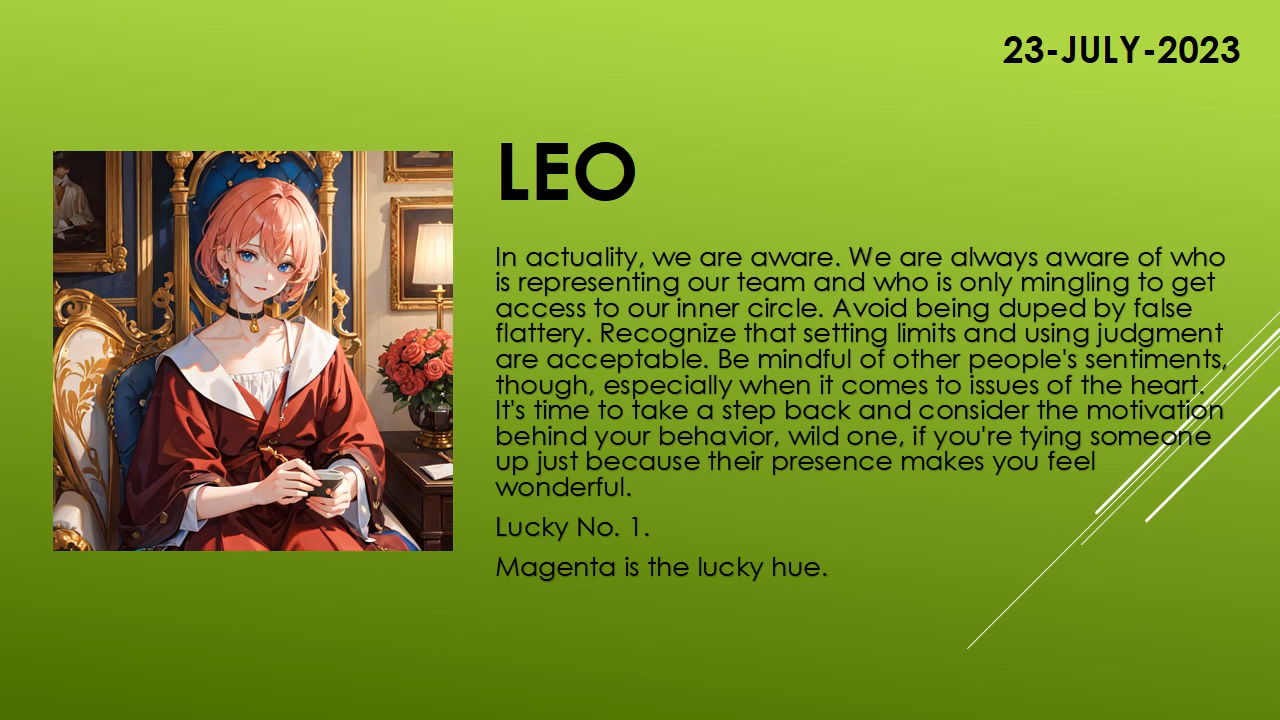 23-JULY-2023
LEO
In actuality, we are aware. We are always aware of who
is representing our team and who is only mingling to get
access to our inner circle. Avoid being duped by false
flattery. Recognize that setting limits and using judgment
are acceptable. Be mindful of other people's sentiments,
though, especially when it comes to issues of the heart.
It's time to take a step back and consider the motivation
behind your behavior, wild one, if you're tying someone
up just because their presence makes you feel
wonderful.
Lucky No. 1.
Magenta is the lucky hue.